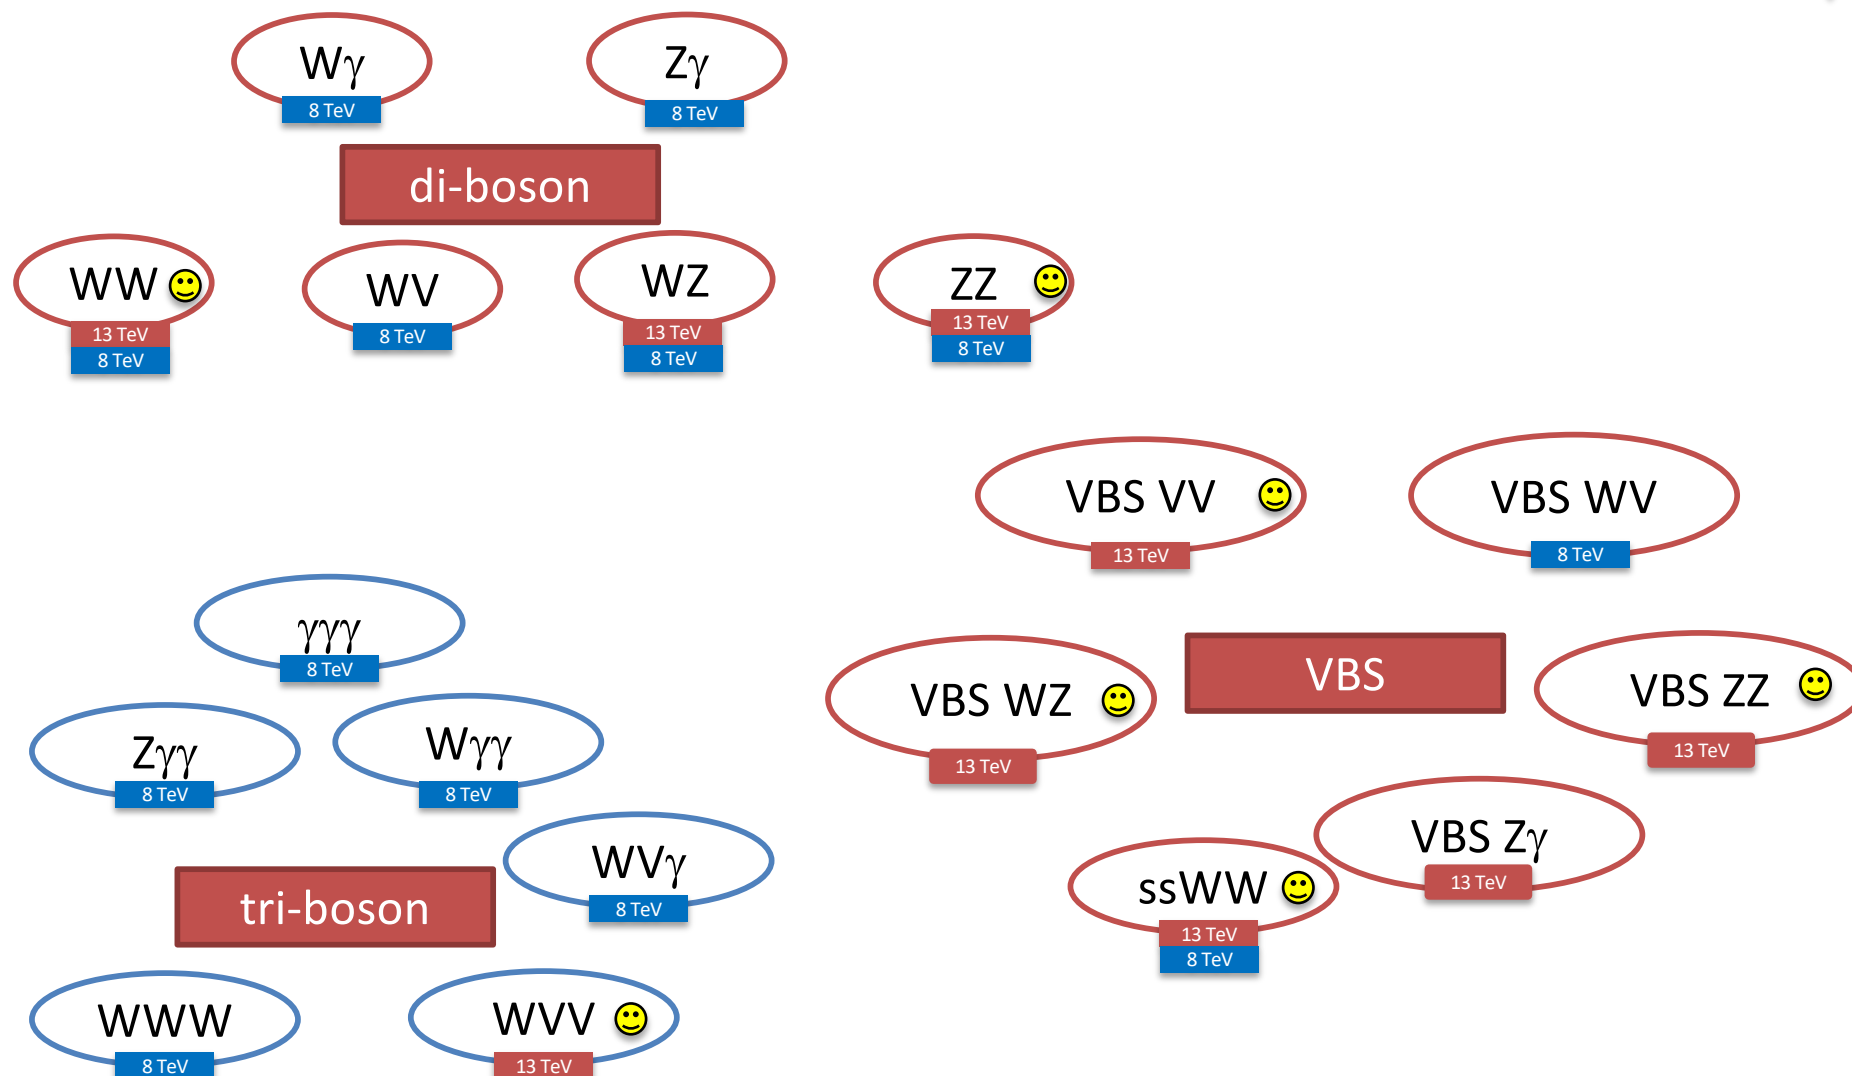 Wγ
8 TeV
Zγ
8 TeV
di-boson
WW
13 TeV
8 TeV
WV
8 TeV
WZ
13 TeV
8 TeV
ZZ
13 TeV
8 TeV
VBS VV
13 TeV
VBS WV
8 TeV
VBS WZ
13 TeV
VBS
VBS ZZ
13 TeV
VBS Zγ
13 TeV
ssWW
13 TeV
8 TeV
γγγ
8 TeV
Zγγ
8 TeV
Wγγ
8 TeV
WVγ
8 TeV
tri-boson
WWW
8 TeV
WVV
13 TeV